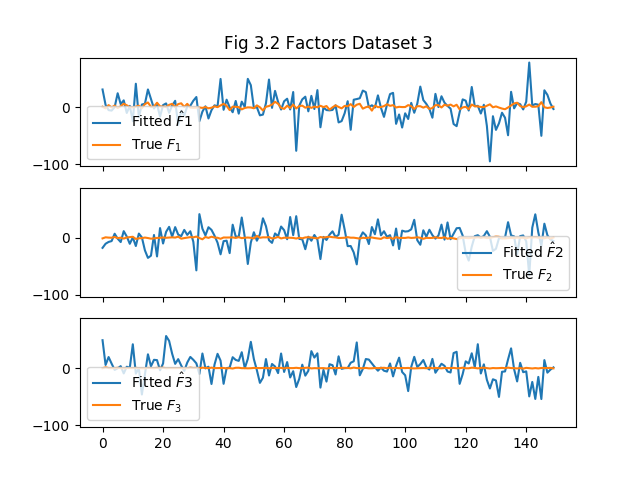 Fig 3.2 Factors Dataset 3
0
−100
Fitted F̂1
True F₁
0
−100
Fitted F̂2
True F₂
0
−100
Fitted F̂3
True F₃
0 20 40 60 80 100 120 140